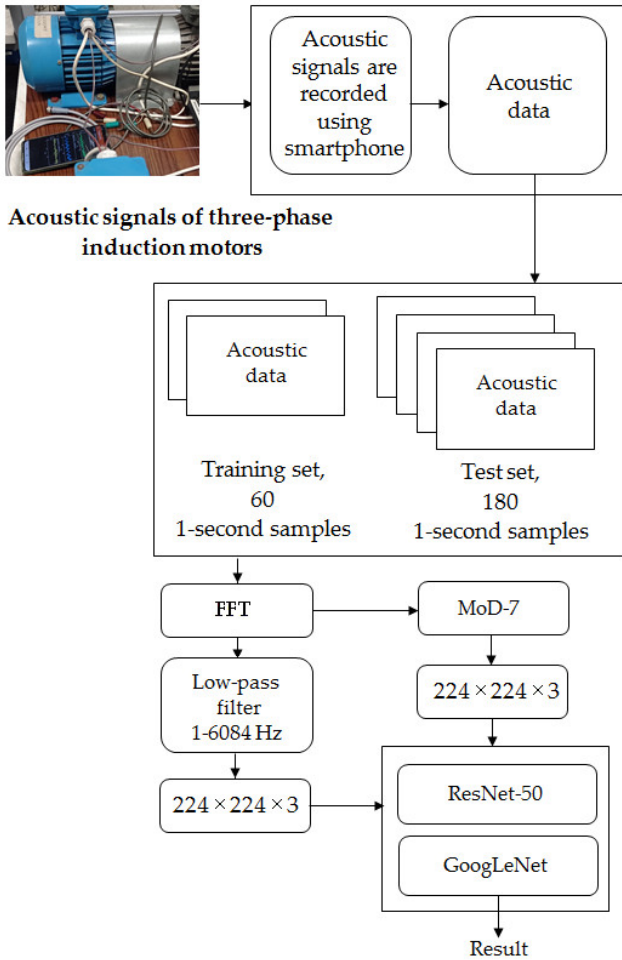 Acoustic
signals are
recorded
using
smartphone
Acoustic
data
Acoustic signals of three-phase
induction motors
Acoustic
data
Acoustic
data
Training set,
60
1-second samples
Test set,
180
1-second samples
FFT
MoD-7
Low-pass
filter
1-6084 Hz
224 × 224 × 3
224 × 224 × 3
ResNet-50
GoogLeNet
Result